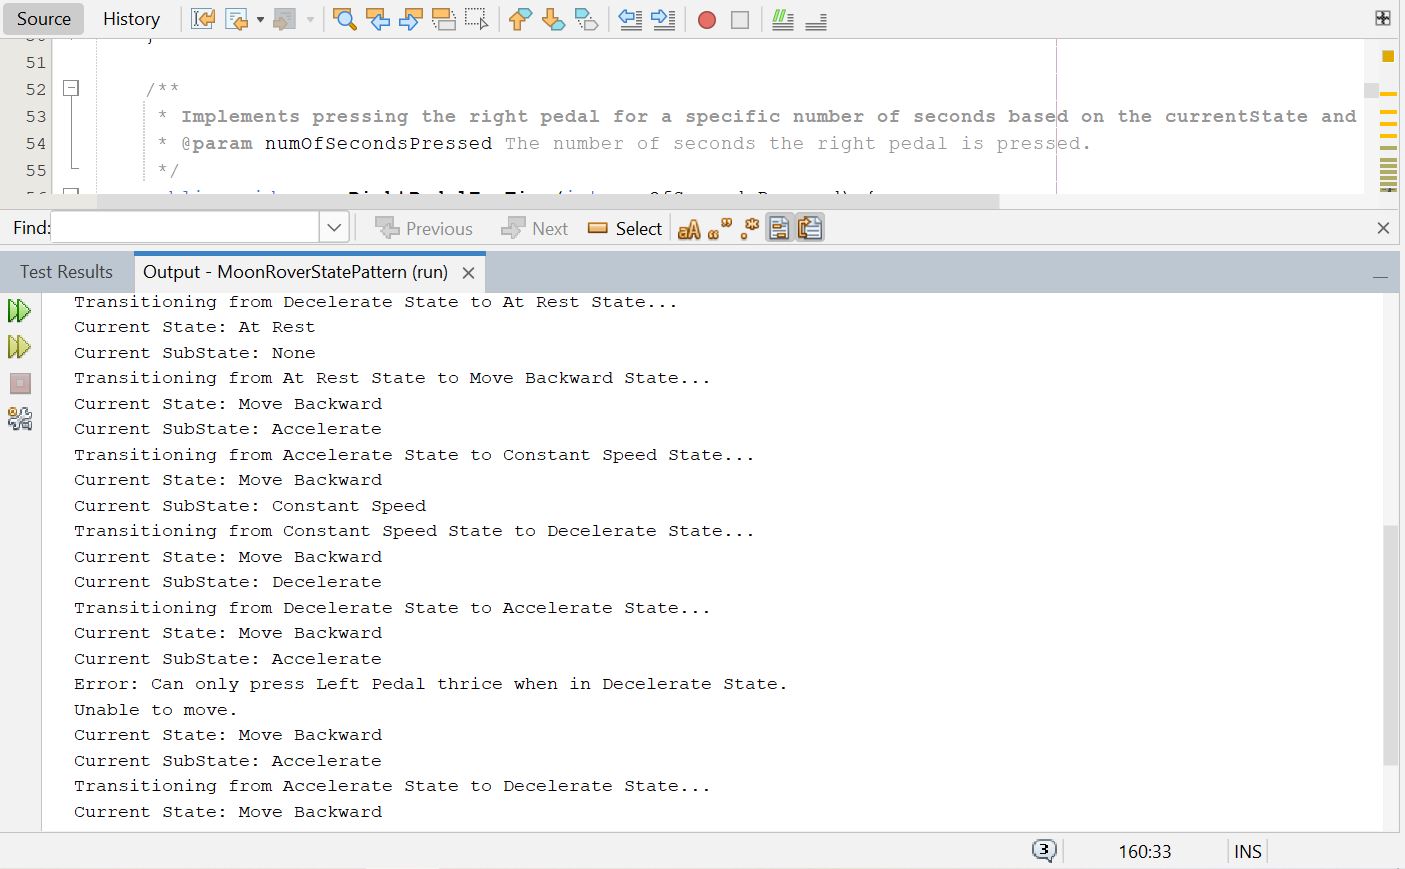 Source History
51
52 /**
53 * Implements pressing the right pedal for a specific number of seconds based on the currentState and
54 * @param numOfSecondsPressed The number of seconds the right pedal is pressed.
55 */
Find: Previous Next Select aA “ ” .*
Test Results Output - MoonRoverStatePattern (run)
Transitioning from Decelerate State to At Rest State...
Current State: At Rest
Current SubState: None
Transitioning from At Rest State to Move Backward State...
Current State: Move Backward
Current SubState: Accelerate
Transitioning from Accelerate State to Constant Speed State...
Current State: Move Backward
Current SubState: Constant Speed
Transitioning from Constant Speed State to Decelerate State...
Current State: Move Backward
Current SubState: Decelerate
Transitioning from Decelerate State to Accelerate State...
Current State: Move Backward
Current SubState: Accelerate
Error: Can only press Left Pedal thrice when in Decelerate State.
Unable to move.
Current State: Move Backward
Current SubState: Accelerate
Transitioning from Accelerate State to Decelerate State...
Current State: Move Backward
3 160:33 INS